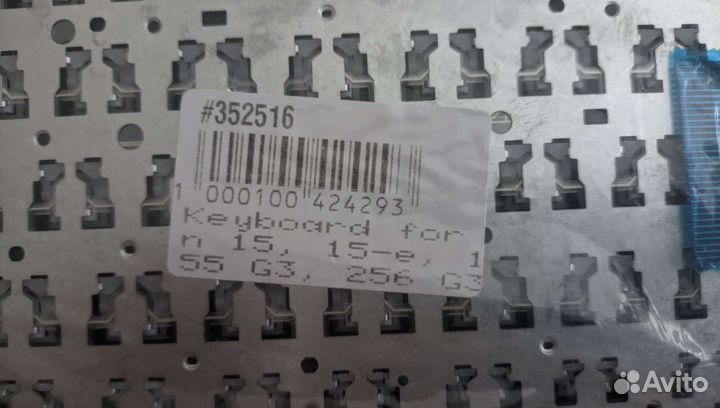 #352516
1 000100 424293
Keyboard for
n 15, 15-e, 1
55 G3, 256 G3
Avito